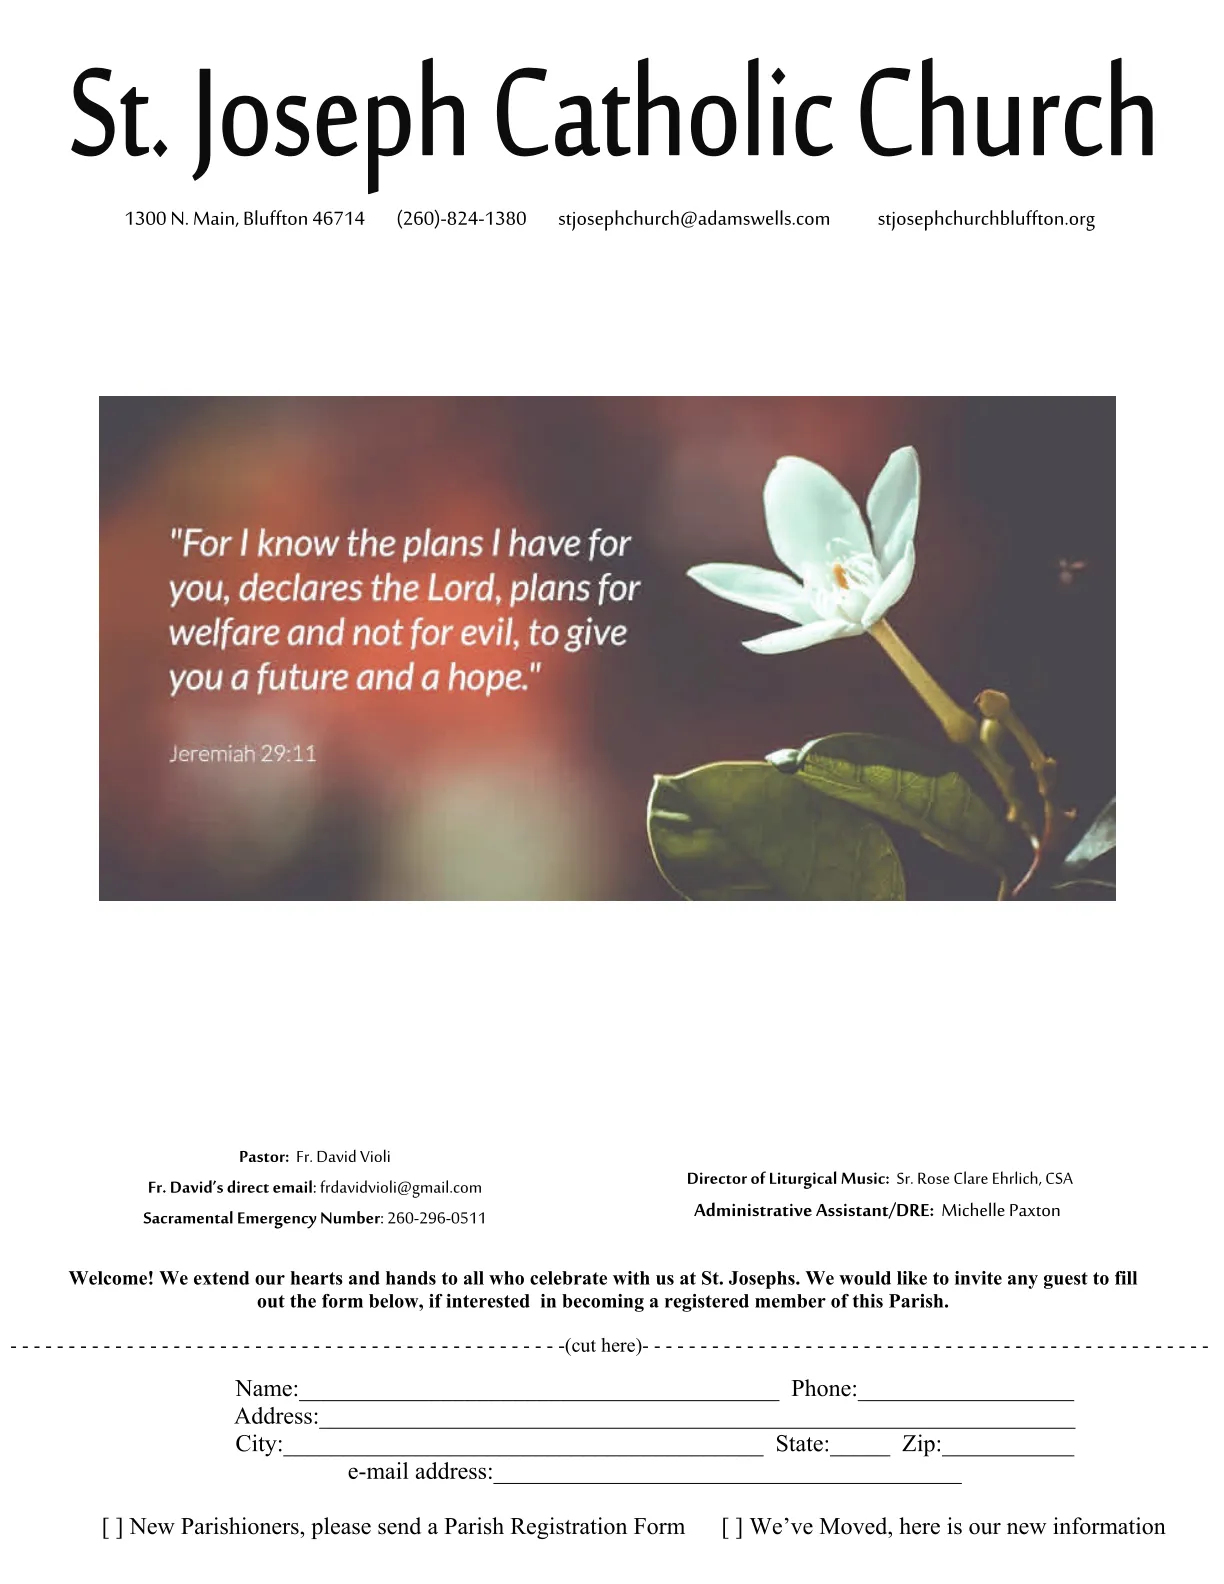 St. Joseph Catholic Church
1300 N. Main, Bluffton 46714 (260)-824-1380 stjosephchurch@adamswells.com stjosephchurchbluffton.org
"For I know the plans I have for
you, declares the Lord, plans for
welfare and not for evil, to give
you a future and a hope."
Jeremiah 29:11
Pastor: Fr. David Violi
Fr. David’s direct email: frdavidvioli@gmail.com
Sacramental Emergency Number: 260-296-0511
Director of Liturgical Music: Sr. Rose Clare Ehrlich, CSA
Administrative Assistant/DRE: Michelle Paxton
Welcome! We extend our hearts and hands to all who celebrate with us at St. Josephs. We would like to invite any guest to fill
out the form below, if interested in becoming a registered member of this Parish.
- - - - - - - - - - - - - - - - - - - - - - - - - - - - - - - - - - - - - - - - - - - - - - - -(cut here)- - - - - - - - - - - - - - - - - - - - - - - - - - - - - - - - - - - - - - - - - - - - - - - - -
Name:________________________________________ Phone:__________________
Address:_______________________________________________________________
City:________________________________________ State:_____ Zip:___________
e-mail address:_______________________________________
[ ] New Parishioners, please send a Parish Registration Form [ ] We’ve Moved, here is our new information